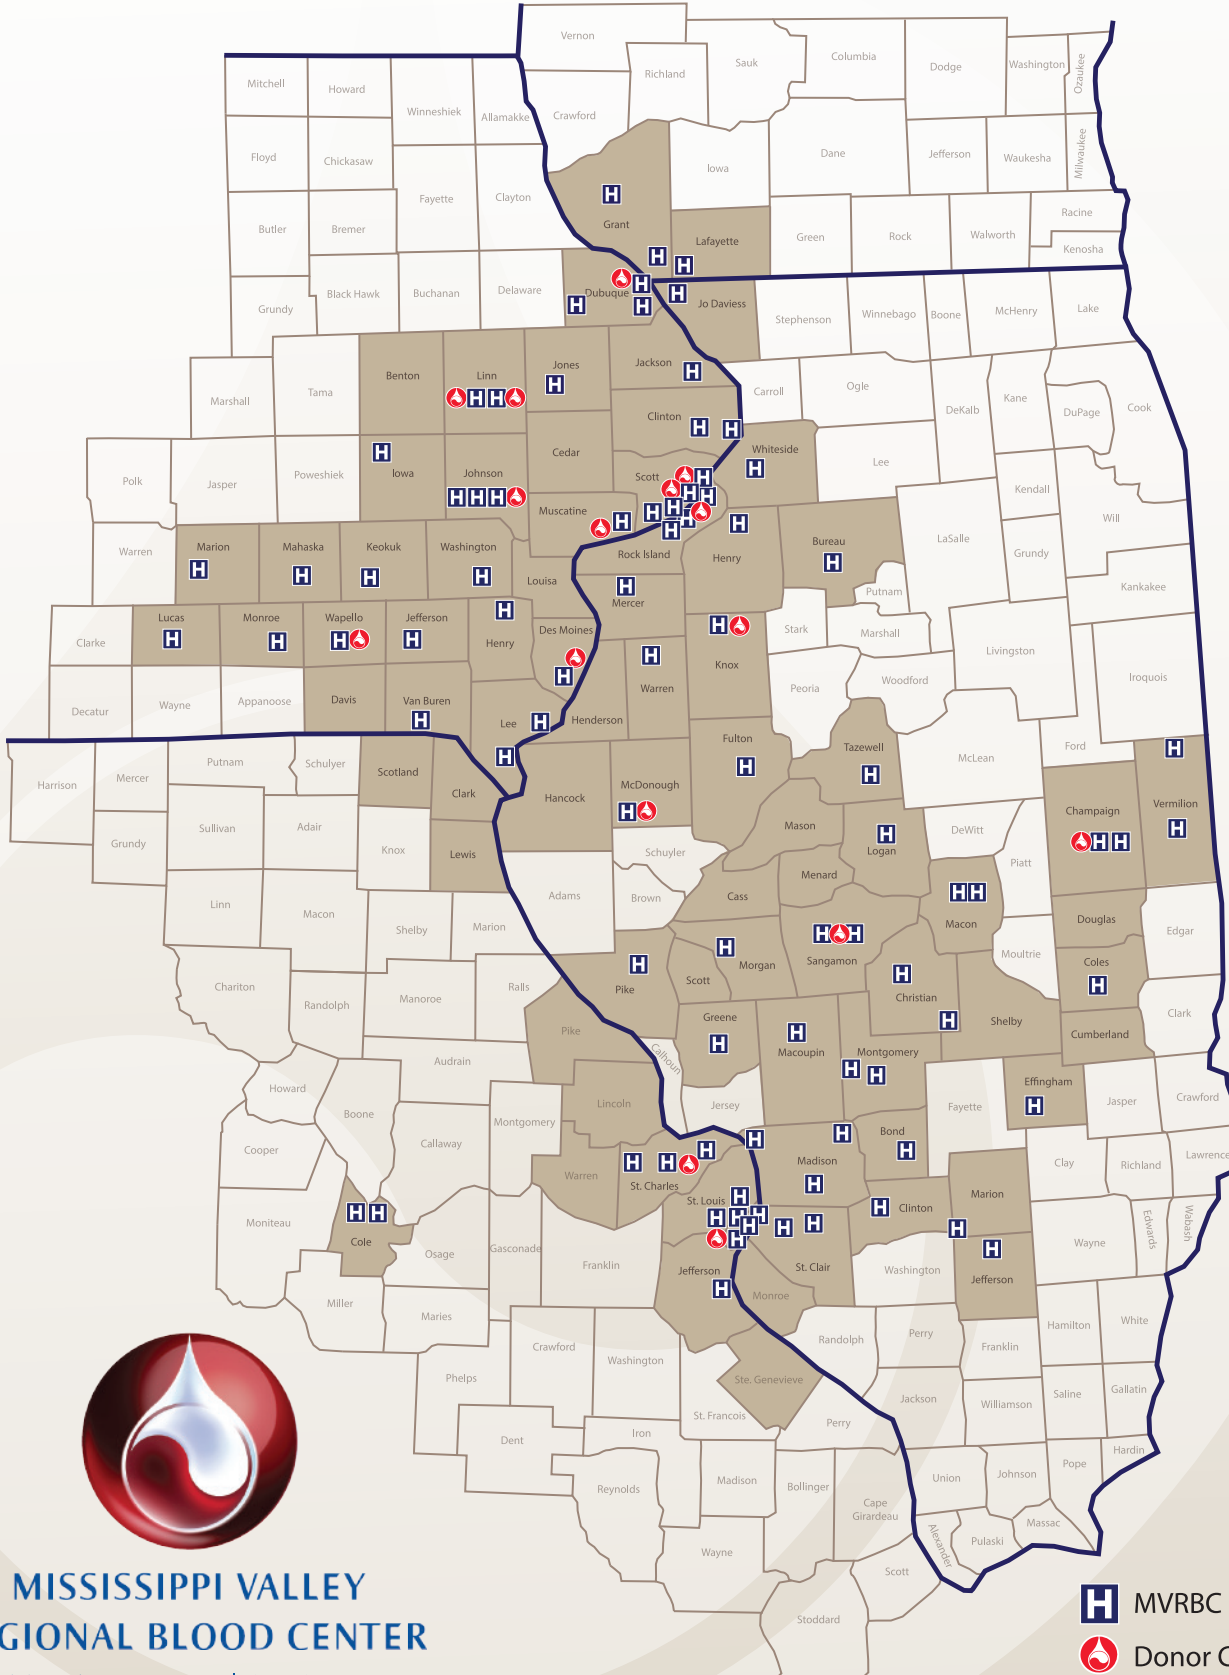 Vernon
Richland
Sauk
Columbia
Dodge
Washington
Ozaukee
Mitchell
Howard
Winneshiek
Allamakke
Crawford
Floyd
Chickasaw
Iowa
Dane
Jefferson
Waukesha
Milwaukee
Fayette
Clayton
Butler
Bremer
H
Grant
Lafayette
Green
Rock
Walworth
Racine
Kenosha
H
H
Grundy
Black Hawk
Buchanan
Delaware
H
Dubuque
H
H
H
Jo Daviess
Stephenson
Winnebago
Boone
McHenry
Lake
Marshall
Tama
Benton
Linn
H H
Jones
H
Jackson
H
Carroll
Ogle
DeKalb
Kane
DuPage
Cook
Clinton
H
H
Polk
Jasper
Poweshiek
H
Iowa
Johnson
H H H
Cedar
Scott
H
H
H
H
H
H
H
Whiteside
H
Lee
Kendall
Will
Muscatine
H
Rock Island
H
Henry
Bureau
H
LaSalle
Grundy
Kankakee
Warren
Marion
H
Mahaska
H
Keokuk
H
Washington
H
Louisa
H
Mercer
Putnam
Clarke
Lucas
H
Monroe
H
Wapello
H
Jefferson
H
H
Henry
Des Moines
H
H
Warren
H
Knox
Stark
Marshall
Livingston
Iroquois
Peoria
Woodford
Decatur
Wayne
Appanoose
Davis
Van Buren
H
Lee
H
H
Henderson
Fulton
H
Tazewell
H
McLean
Ford
H
Harrison
Mercer
Putnam
Schulyer
Scotland
Clark
Hancock
McDonough
H
Mason
H
Logan
DeWitt
Champaign
H H
Vermilion
H
Grundy
Sullivan
Adair
Knox
Lewis
Schuyler
Piatt
Adams
Brown
Cass
Menard
H H
Macon
Linn
Macon
Shelby
Marion
H
Morgan
H H
Sangamon
Douglas
Edgar
Moultrie
Coles
H
Chariton
Randolph
Manoroe
Ralls
H
Pike
Scott
H
Christian
H
Shelby
Clark
Pike
Greene
H
H
Macoupin
Montgomery
H
H
Cumberland
Audrain
Calhoun
Howard
Boone
Lincoln
Jersey
Fayette
Effingham
H
Jasper
Crawford
Cooper
Callaway
Montgomery
Warren
H
H
H
St. Charles
H
H
Madison
H
Bond
H
Clay
Richland
Lawrence
Moniteau
H H
Cole
Osage
Gasconade
Franklin
St. Louis
H
H
H
H
H
H
H
H
St. Clair
H
Clinton
H
Marion
H
Jefferson
Wayne
Edwards
Wabash
Jefferson
H
Monroe
Washington
Miller
Maries
Crawford
Washington
Randolph
Perry
Franklin
Hamilton
White
Phelps
Ste. Genevieve
St. Francois
Perry
Jackson
Williamson
Saline
Gallatin
Dent
Iron
Reynolds
Madison
Bollinger
Cape
Girardeau
Union
Johnson
Pope
Hardin
Wayne
Scott
Alexander
Pulaski
Massac
Stoddard
MISSISSIPPI VALLEY
GIONAL BLOOD CENTER
H MVRBC
Donor C